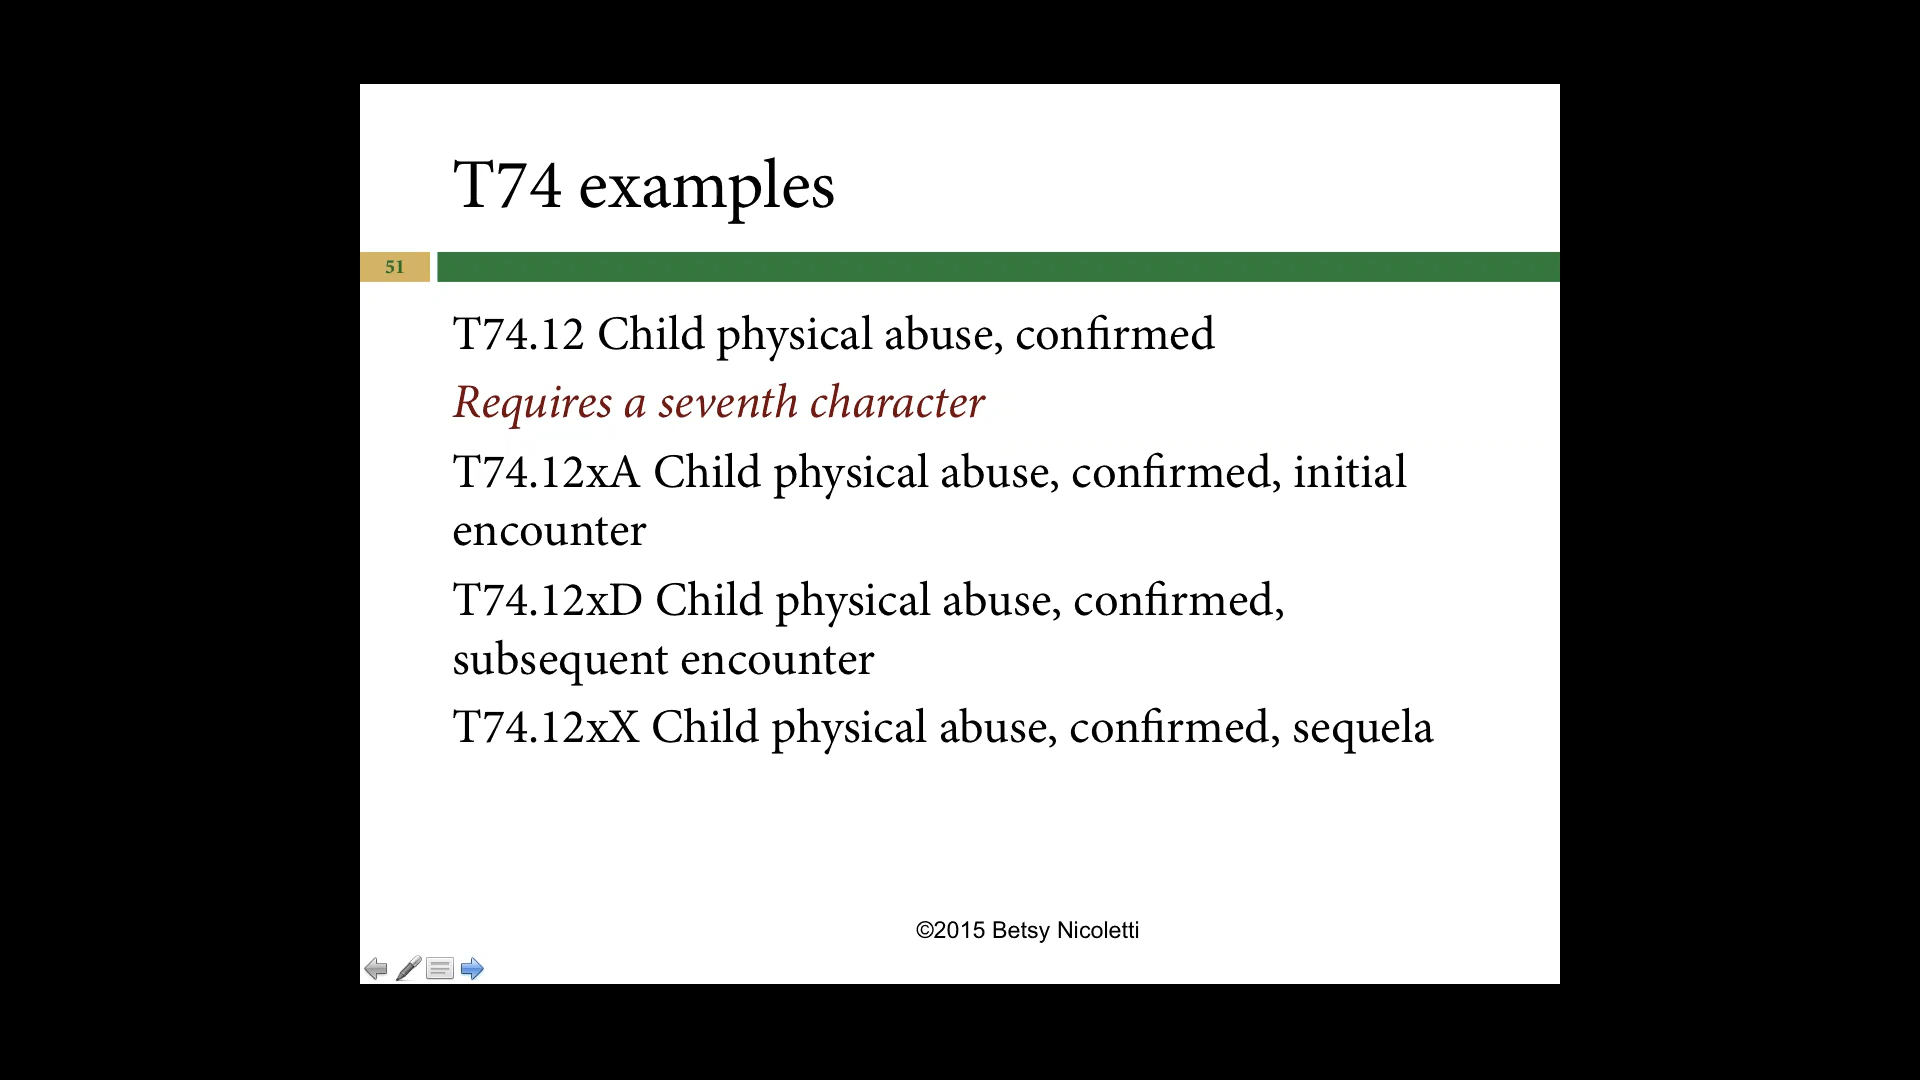 T74 examples
51
T74.12 Child physical abuse, confirmed
Requires a seventh character
T74.12xA Child physical abuse, confirmed, initial
encounter
T74.12xD Child physical abuse, confirmed,
subsequent encounter
T74.12xX Child physical abuse, confirmed, sequela
©2015 Betsy Nicoletti